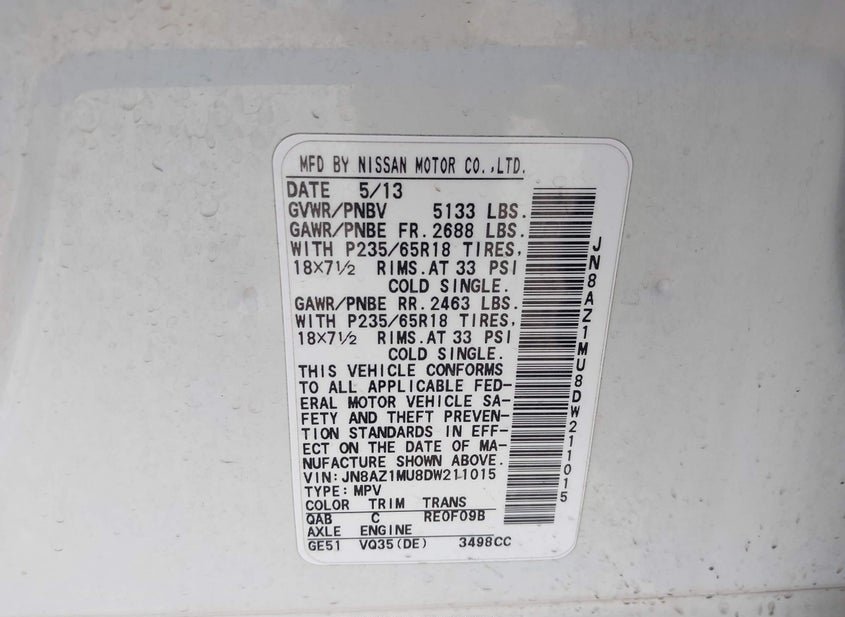 MFD BY NISSAN MOTOR CO.,LTD.
DATE 5/13
GVWR/PNBV 5133 LBS.
GAWR/PNBE FR.2688 LBS.
WITH P235/65R18 TIRES,
18×7½ RIMS.AT 33 PSI
COLD SINGLE.
GAWR/PNBE RR.2463 LBS.
WITH P235/65R18 TIRES,
18×7½ RIMS.AT 33 PSI
COLD SINGLE.
THIS VEHICLE CONFORMS
TO ALL APPLICABLE FED-
ERAL MOTOR VEHICLE SA-
FETY AND THEFT PREVEN-
TION STANDARDS IN EFF-
ECT ON THE DATE OF MA-
NUFACTURE SHOWN ABOVE.
VIN:JN8AZ1MU8DW211015
TYPE:MPV
COLOR TRIM TRANS
QAB C RE0F09B
AXLE ENGINE
GE51 VQ35(DE) 3498CC
JN8AZ1MU8DW211015